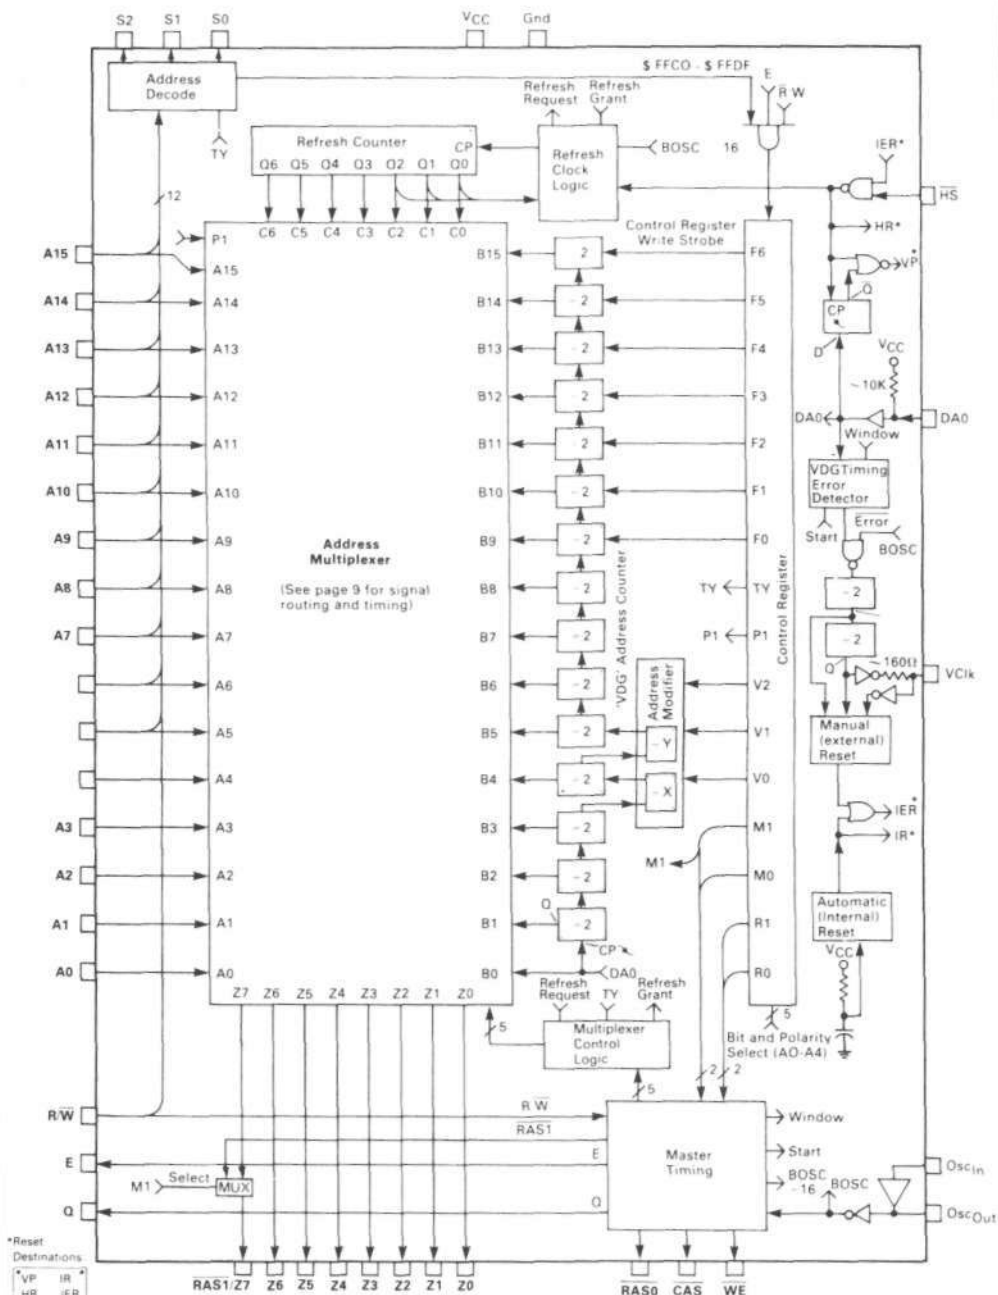 S2 S1 S0 VCC Gnd
Address Decode
TY
12
$ FFCO - $ FFDF
E
R W
Refresh Request
Refresh Grant
Refresh Counter CP
Q6 Q5 Q4 Q3 Q2 Q1 Q0
Refresh Clock Logic
BOSC 16
IER*
HS
HR*
VP*
Q
CP
D
VCC
~10K
DA0
DA0
Window
VDG Timing Error Detector
Start
Error
BOSC
- 2
- 2
Q
~160Ω
VClk
Manual (external) Reset
IER*
IR*
Automatic (Internal) Reset
VCC
Control Register Write Strobe
P1
C6 C5 C4 C3 C2 C1 C0
A15 A15 B15 2 F6
A14 A14 B14 - 2 F5
A13 A13 B13 - 2 F4
A12 A12 B12 - 2 F3
A11 A11 B11 - 2 F2
A10 A10 B10 - 2 F1
A9 A9 B9 - 2 F0
A8 A8 B8 - 2 TY TY
A7 A7 B7 - 2 P1 P1
A6 A6 B6 - 2 V2
A5 A5 B5 - 2 - Y V1
A4 A4 B4 - 2 - X V0
A3 A3 B3 - 2 M1
A2 A2 B2 - 2 M1 M0
A1 A1 B1 Q - 2 R1
A0 A0 B0 CP DA0 R0
Address Multiplexer
(See page 9 for signal routing and timing)
'VDG' Address Counter
Address Modifier
Control Register
Z7 Z6 Z5 Z4 Z3 Z2 Z1 Z0
5
Refresh Request
TY
Refresh Grant
Multiplexer Control Logic
5
5
Bit and Polarity Select (AO-A4)
2 2
R/W R W
RAS1
E E
Select
M1 MUX
Q Q
Master Timing
Window
Start
BOSC -16
BOSC
OscIn
OscOut
*Reset Destinations
*VP IR*
HR IER
RAS1/Z7 Z6 Z5 Z4 Z3 Z2 Z1 Z0 RAS0 CAS WE